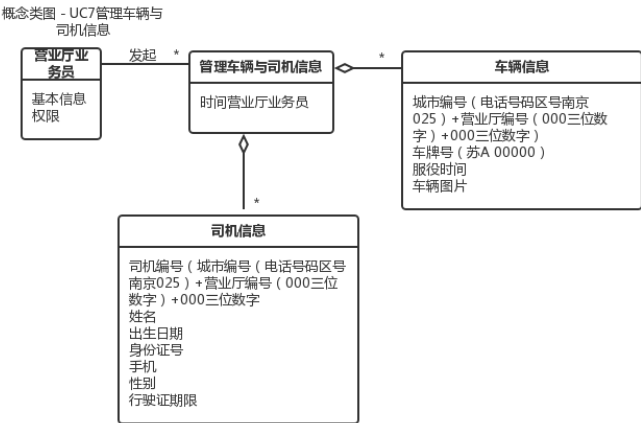 概念类图 - UC7管理车辆与
司机信息
营业厅业
务员
基本信息
权限
发起
*
管理车辆与司机信息
时间营业厅业务员
*
车辆信息
城市编号（电话号码区号南京
025）+营业厅编号（000三位数
字）+000三位数字）
车牌号（苏A 00000）
服役时间
车辆图片
*
司机信息
司机编号（城市编号（电话号码区号
南京025）+营业厅编号（000三位
数字）+000三位数字
姓名
出生日期
身份证号
手机
性别
行驶证期限